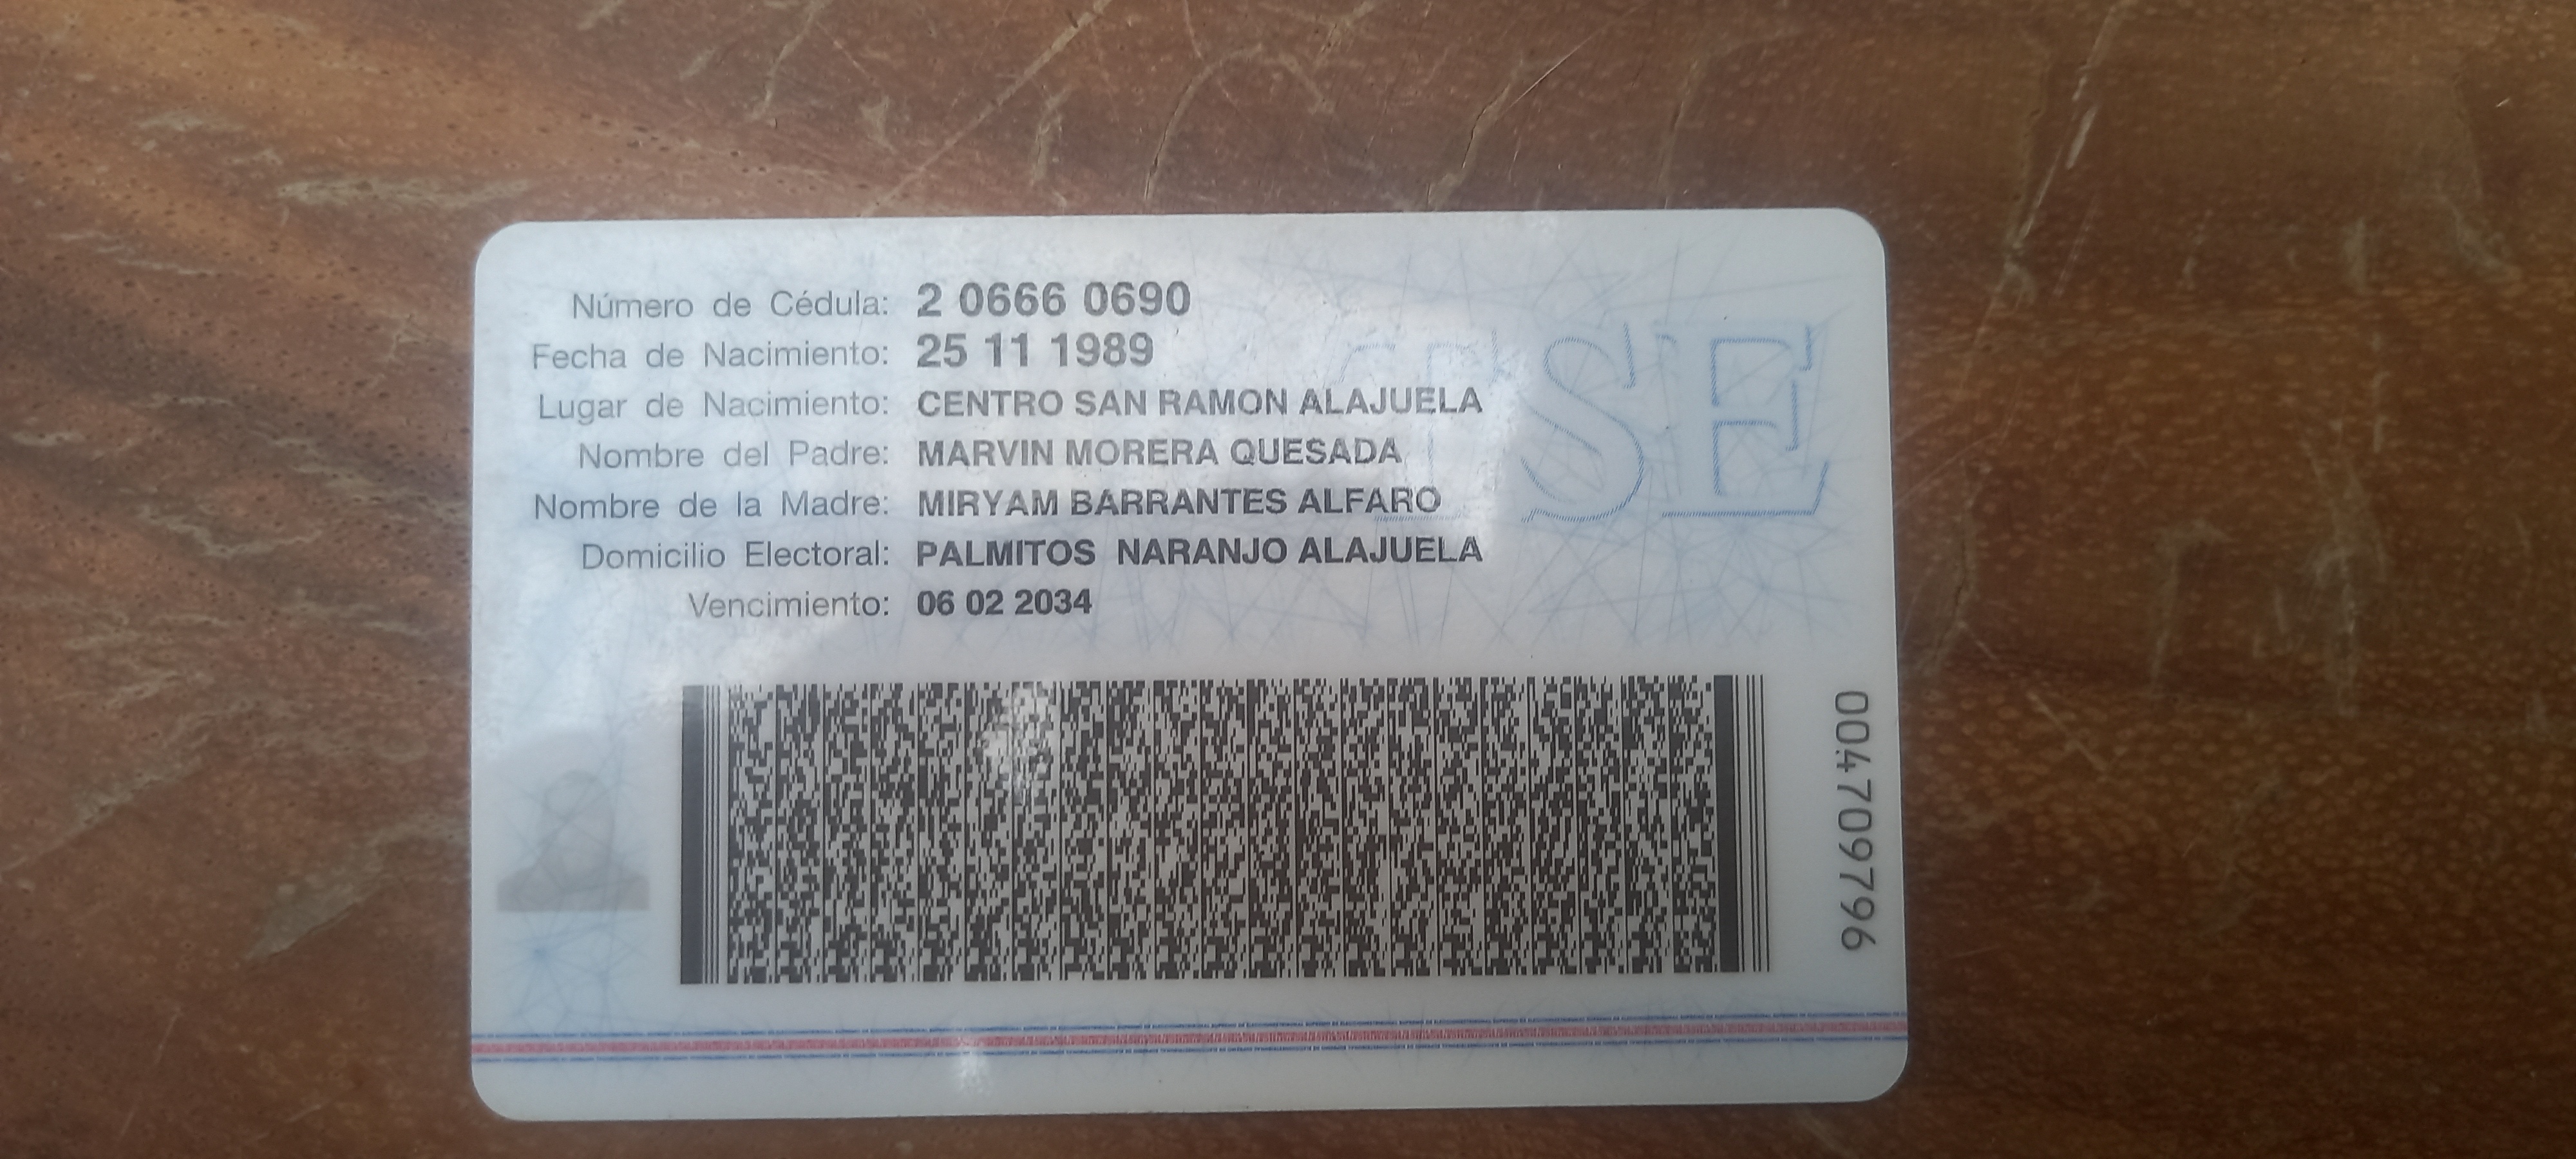 Número de Cédula: 2 0666 0690
Fecha de Nacimiento: 25 11 1989
Lugar de Nacimiento: CENTRO SAN RAMON ALAJUELA
Nombre del Padre: MARVIN MORERA QUESADA
Nombre de la Madre: MIRYAM BARRANTES ALFARO
Domicilio Electoral: PALMITOS NARANJO ALAJUELA
Vencimiento: 06 02 2034
TSE
004709796